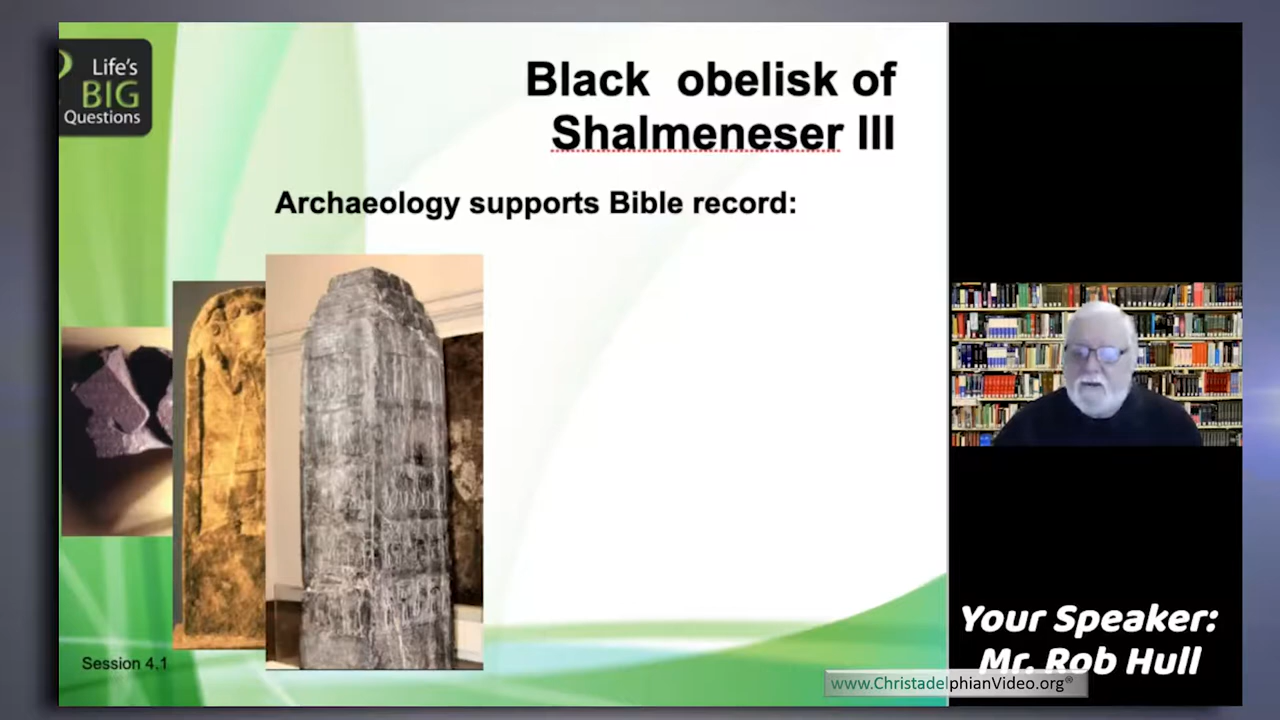 Life's
BIG
Questions
Black obelisk of
Shalmeneser III
Archaeology supports Bible record:
Session 4.1
Your Speaker:
Mr. Rob Hull
www.ChristadelphianVideo.org®